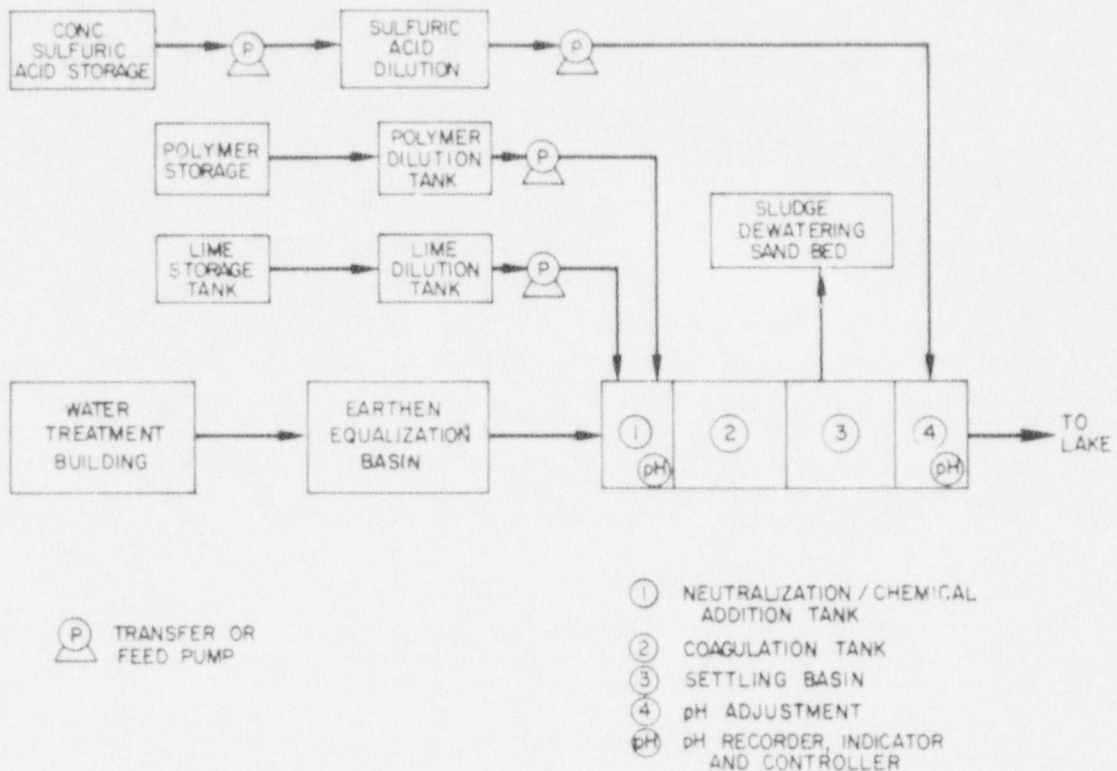 CONC
SULFURIC
ACID STORAGE
P
SULFURIC
ACID
DILUTION
P
POLYMER
STORAGE
POLYMER
DILUTION
TANK
P
LIME
STORAGE
TANK
LIME
DILUTION
TANK
P
SLUDGE
DEWATERING
SAND BED
WATER
TREATMENT
BUILDING
EARTHEN
EQUALIZATION
BASIN
1
pH
2
3
4
pH
TO
LAKE
P TRANSFER OR
FEED PUMP
1 NEUTRALIZATION / CHEMICAL
ADDITION TANK
2 COAGULATION TANK
3 SETTLING BASIN
4 pH ADJUSTMENT
pH pH RECORDER, INDICATOR
AND CONTROLLER